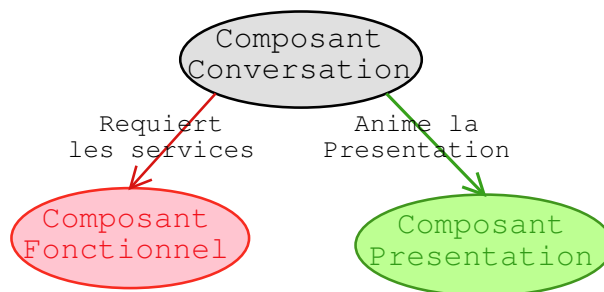 Composant
Conversation
Requiert
les services
Anime la
Presentation
Composant
Fonctionnel
Composant
Presentation